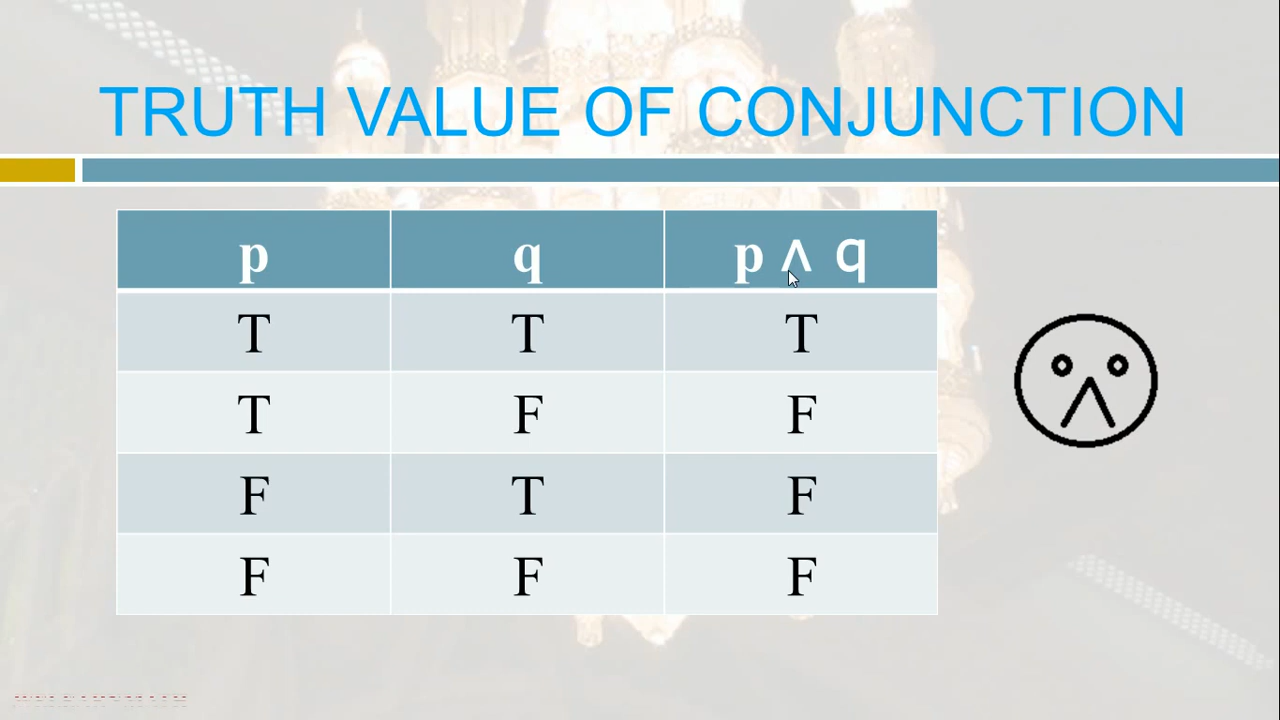 TRUTH VALUE OF CONJUNCTION
p q p ∧ q
T T T
T F F
F T F
F F F